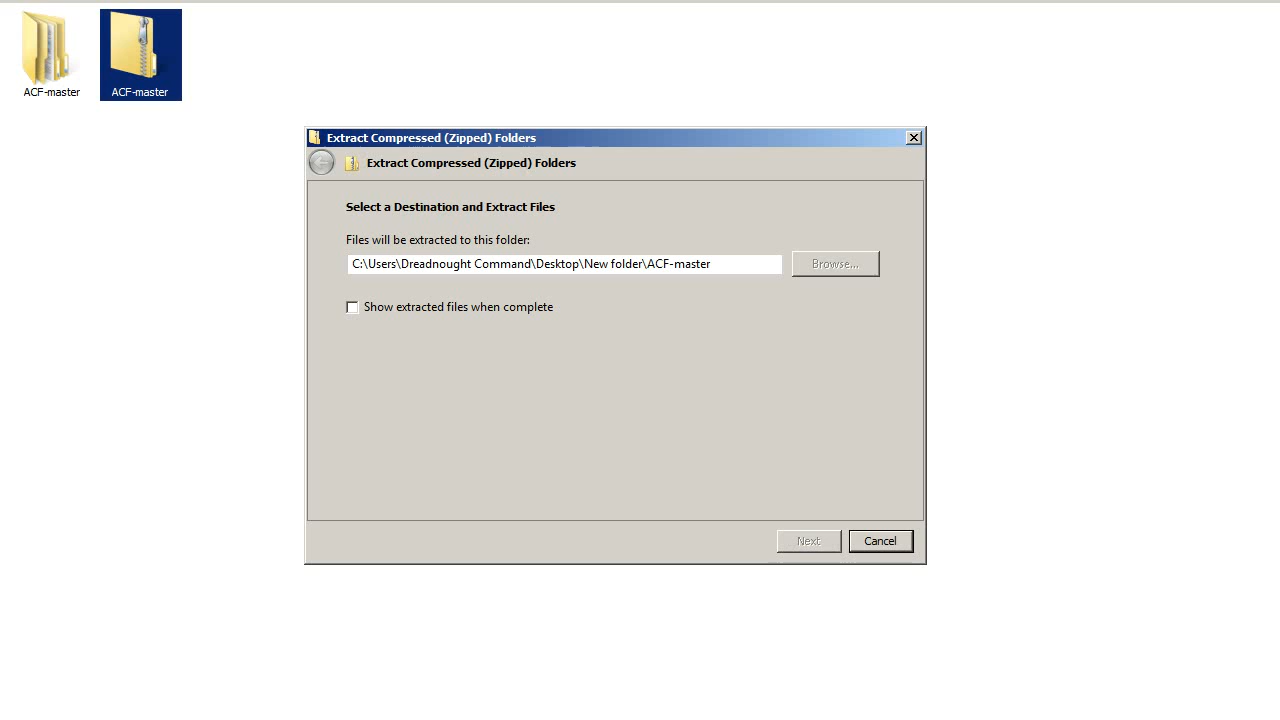 ACF-master
ACF-master
Extract Compressed (Zipped) Folders
Extract Compressed (Zipped) Folders
Select a Destination and Extract Files
Files will be extracted to this folder:
C:\Users\Dreadnought Command\Desktop\New folder\ACF-master
Browse...
Show extracted files when complete
Next
Cancel